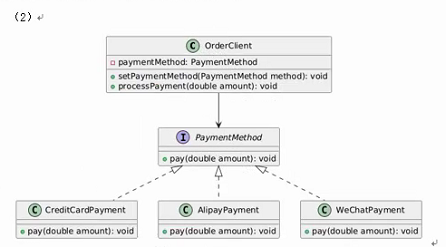 （2）
C OrderClient
paymentMethod: PaymentMethod
setPaymentMethod(PaymentMethod method): void
processPayment(double amount): void
I PaymentMethod
pay(double amount): void
C CreditCardPayment
pay(double amount): void
C AlipayPayment
pay(double amount): void
C WeChatPayment
pay(double amount): void